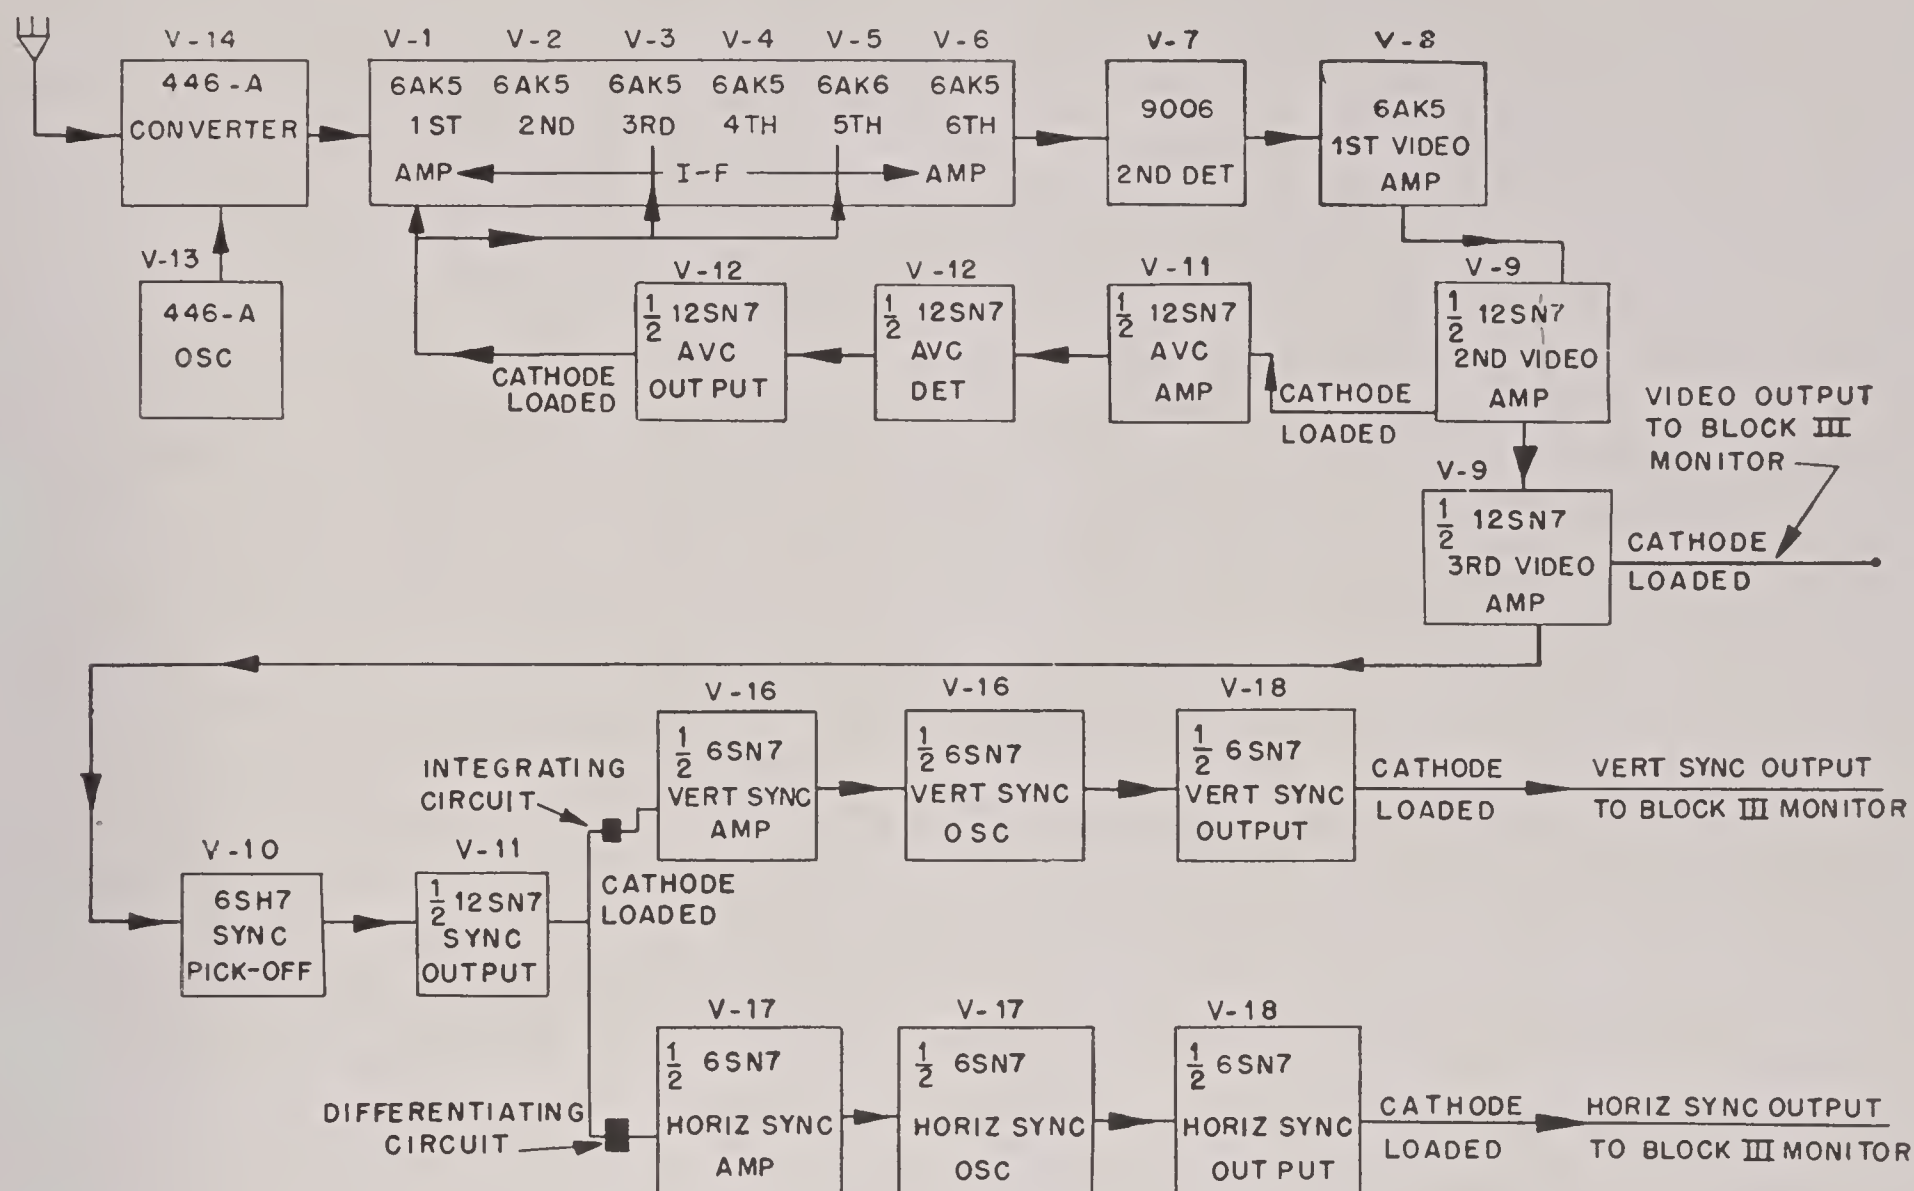 V-14
446-A
CONVERTER
V-1 V-2 V-3 V-4 V-5 V-6
6AK5 6AK5 6AK5 6AK5 6AK6 6AK5
1ST 2ND 3RD 4TH 5TH 6TH
AMP I-F AMP
V-7
9006
2ND DET
V-8
6AK5
1ST VIDEO
AMP
V-13
446-A
OSC
V-12
1/2 12SN7
AVC
OUTPUT
CATHODE
LOADED
V-12
1/2 12SN7
AVC
DET
V-11
1/2 12SN7
AVC
AMP
CATHODE
LOADED
V-9
1/2 12SN7
2ND VIDEO
AMP
VIDEO OUTPUT
TO BLOCK III
MONITOR
V-9
1/2 12SN7
3RD VIDEO
AMP
CATHODE
LOADED
V-16
1/2 6SN7
VERT SYNC
AMP
V-16
1/2 6SN7
VERT SYNC
OSC
V-18
1/2 6SN7
VERT SYNC
OUTPUT
CATHODE
LOADED
VERT SYNC OUTPUT
TO BLOCK III MONITOR
INTEGRATING
CIRCUIT
V-10
6SH7
SYNC
PICK-OFF
V-11
1/2 12SN7
SYNC
OUTPUT
CATHODE
LOADED
V-17
1/2 6SN7
HORIZ SYNC
AMP
V-17
1/2 6SN7
HORIZ SYNC
OSC
V-18
1/2 6SN7
HORIZ SYNC
OUTPUT
CATHODE
LOADED
HORIZ SYNC OUTPUT
TO BLOCK III MONITOR
DIFFERENTIATING
CIRCUIT